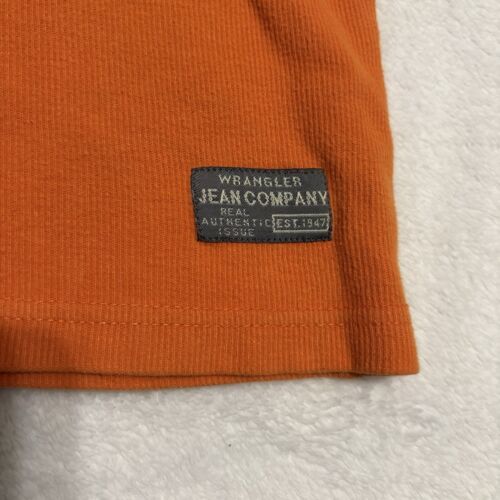 WRANGLER
JEAN COMPANY
REAL
AUTHENTIC EST.1947
ISSUE